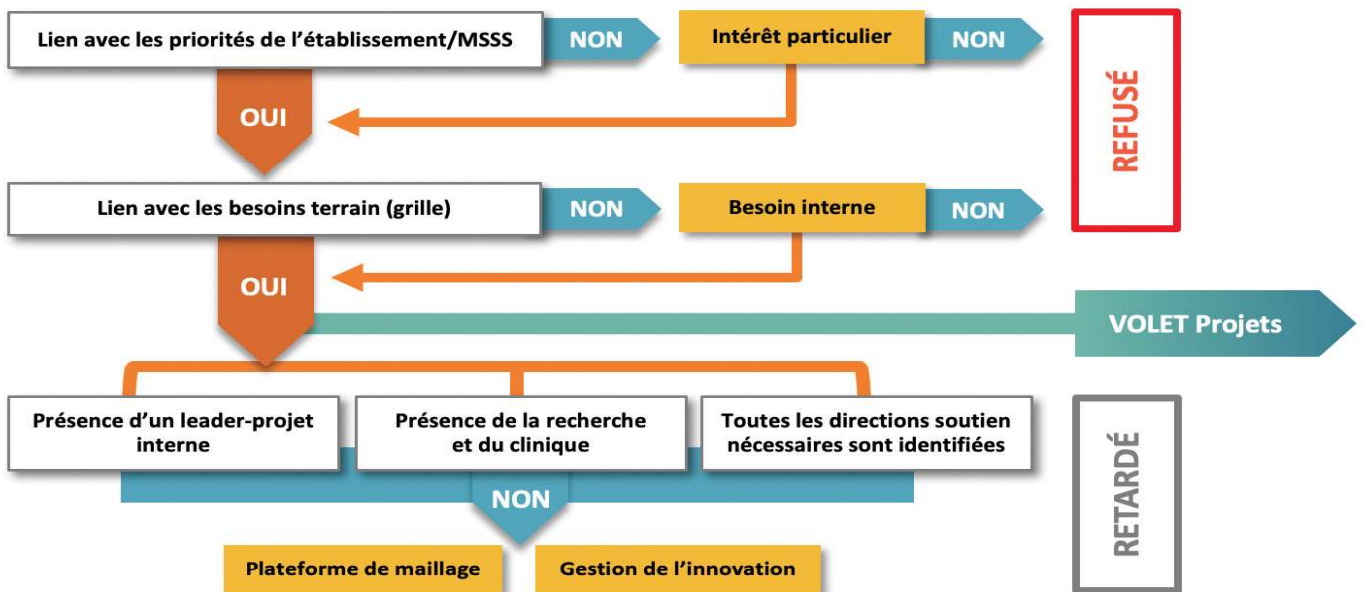 Lien avec les priorités de l’établissement/MSSS
NON
Intérêt particulier
NON
REFUSÉ
OUI
Lien avec les besoins terrain (grille)
NON
Besoin interne
NON
OUI
VOLET Projets
Présence d’un leader-projet
interne
Présence de la recherche
et du clinique
Toutes les directions soutien
nécessaires sont identifiées
RETARDÉ
NON
Plateforme de maillage
Gestion de l’innovation